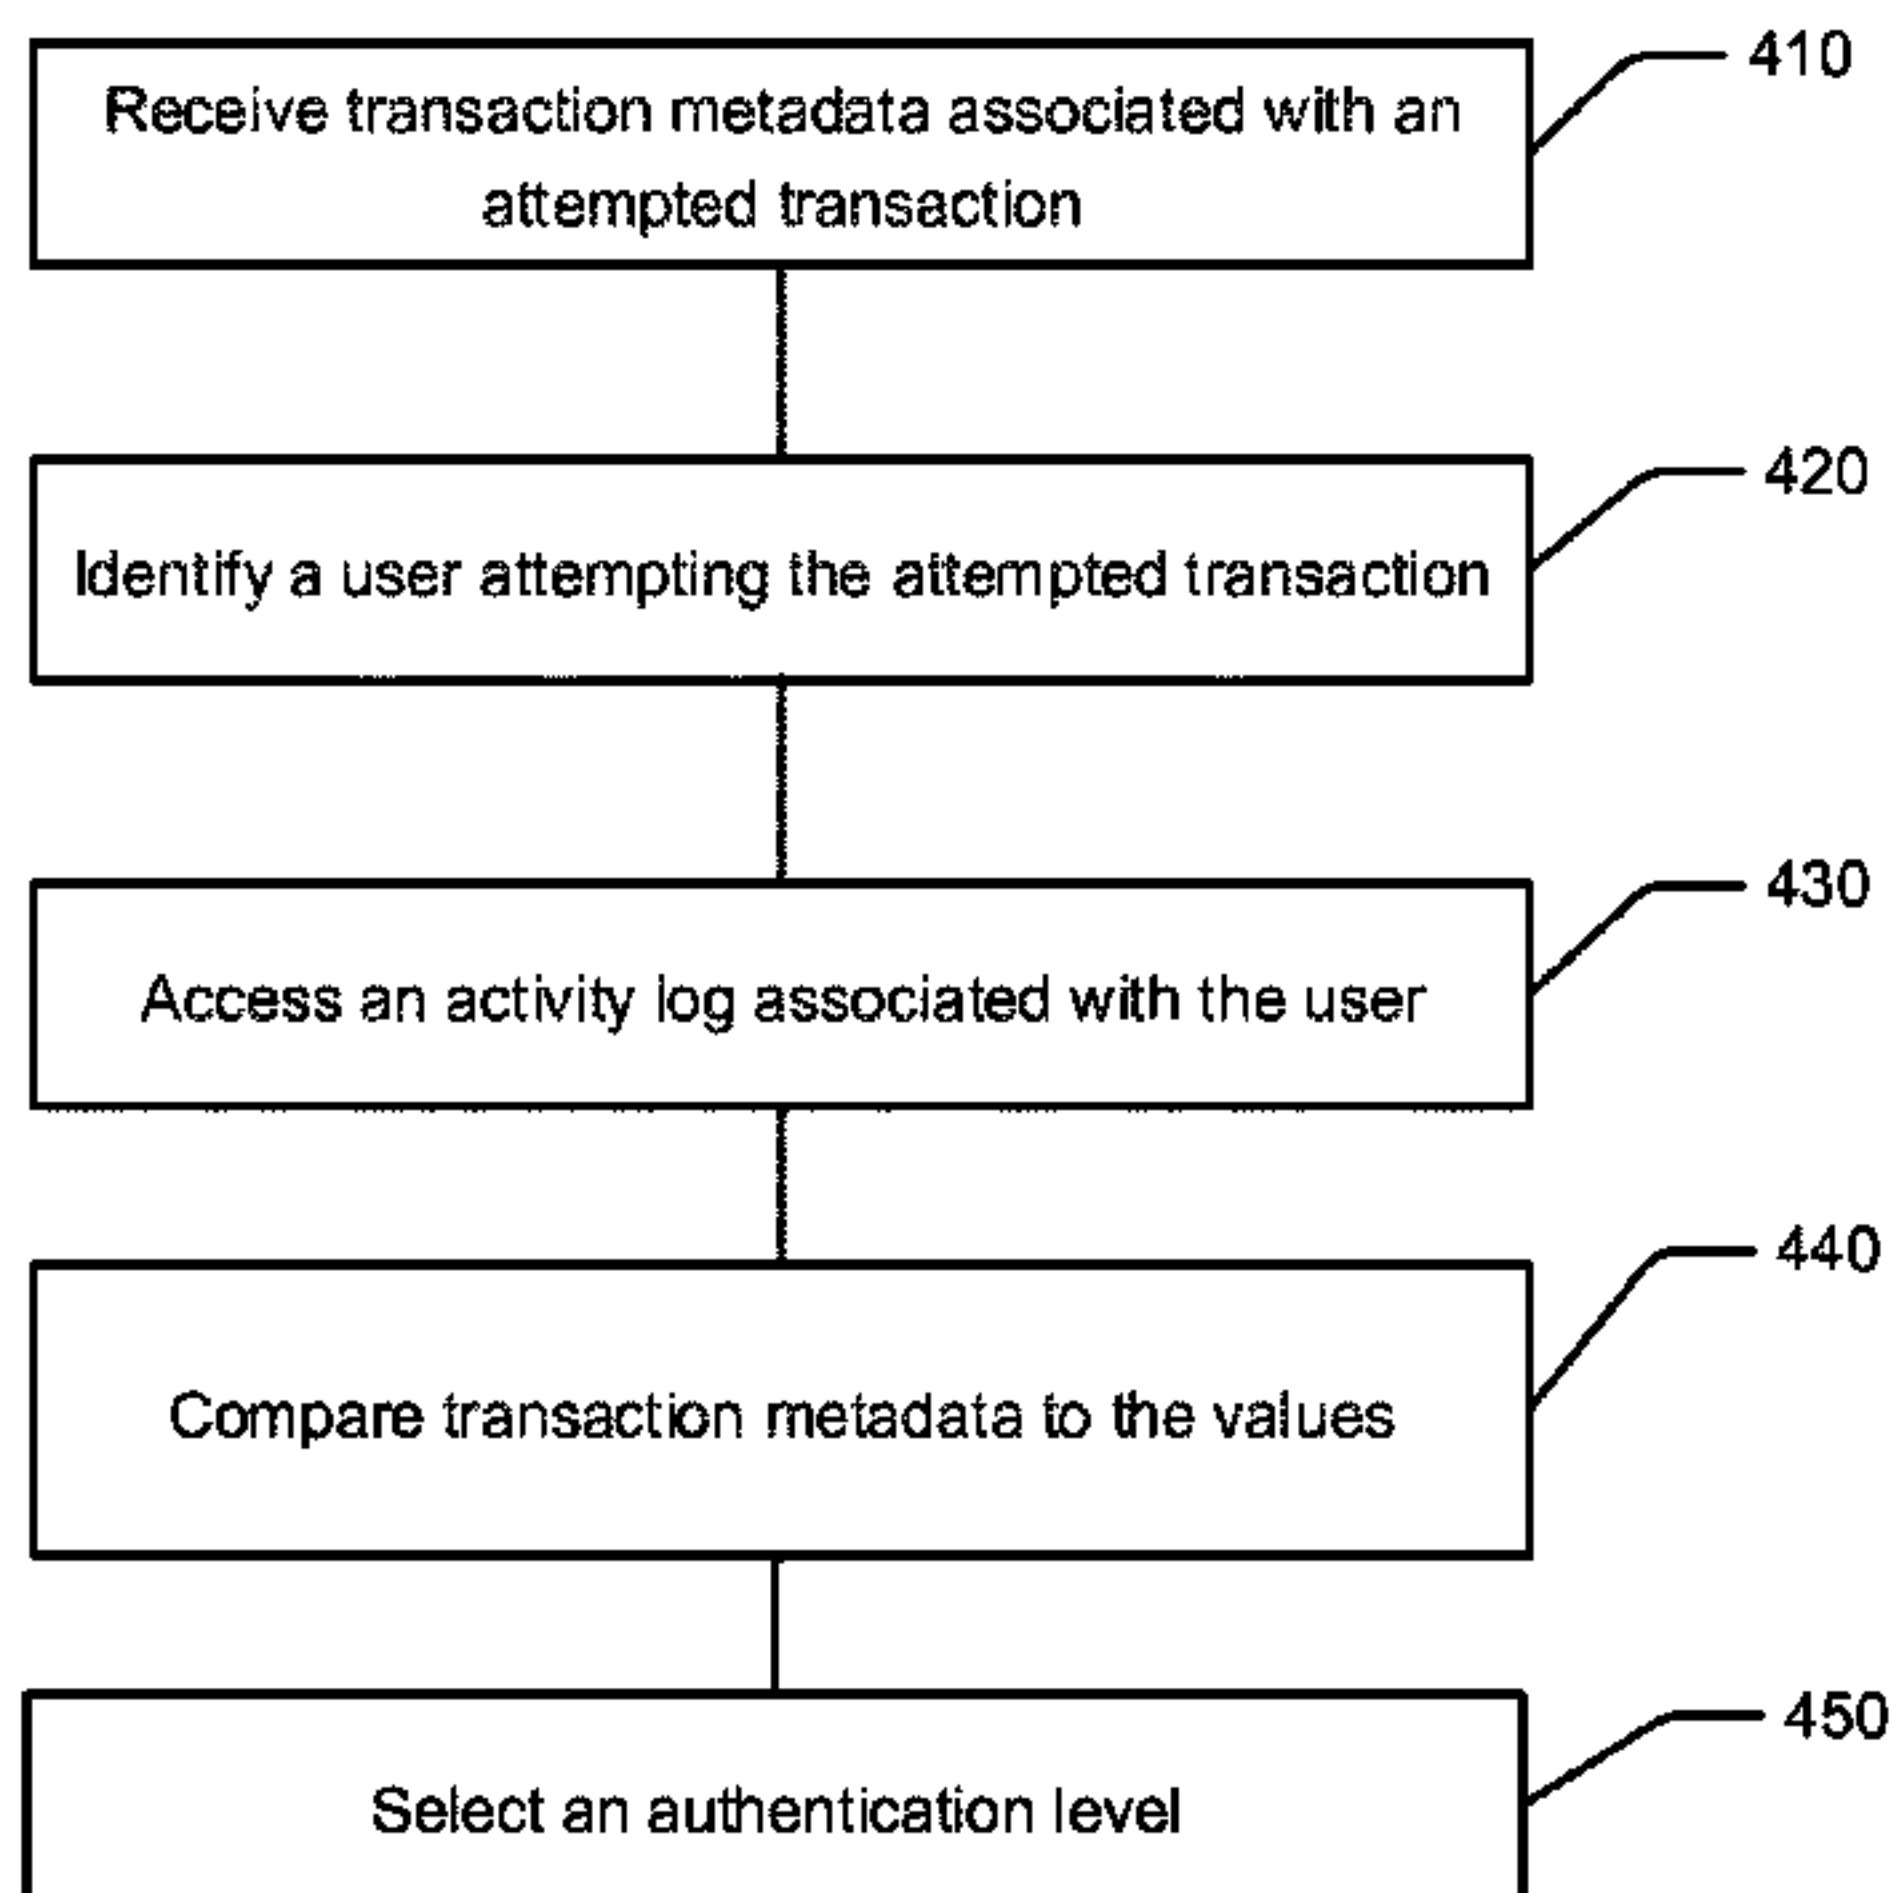 410
Receive transaction metadata associated with an
attempted transaction
420
Identify a user attempting the attempted transaction
430
Access an activity log associated with the user
440
Compare transaction metadata to the values
450
Select an authentication level